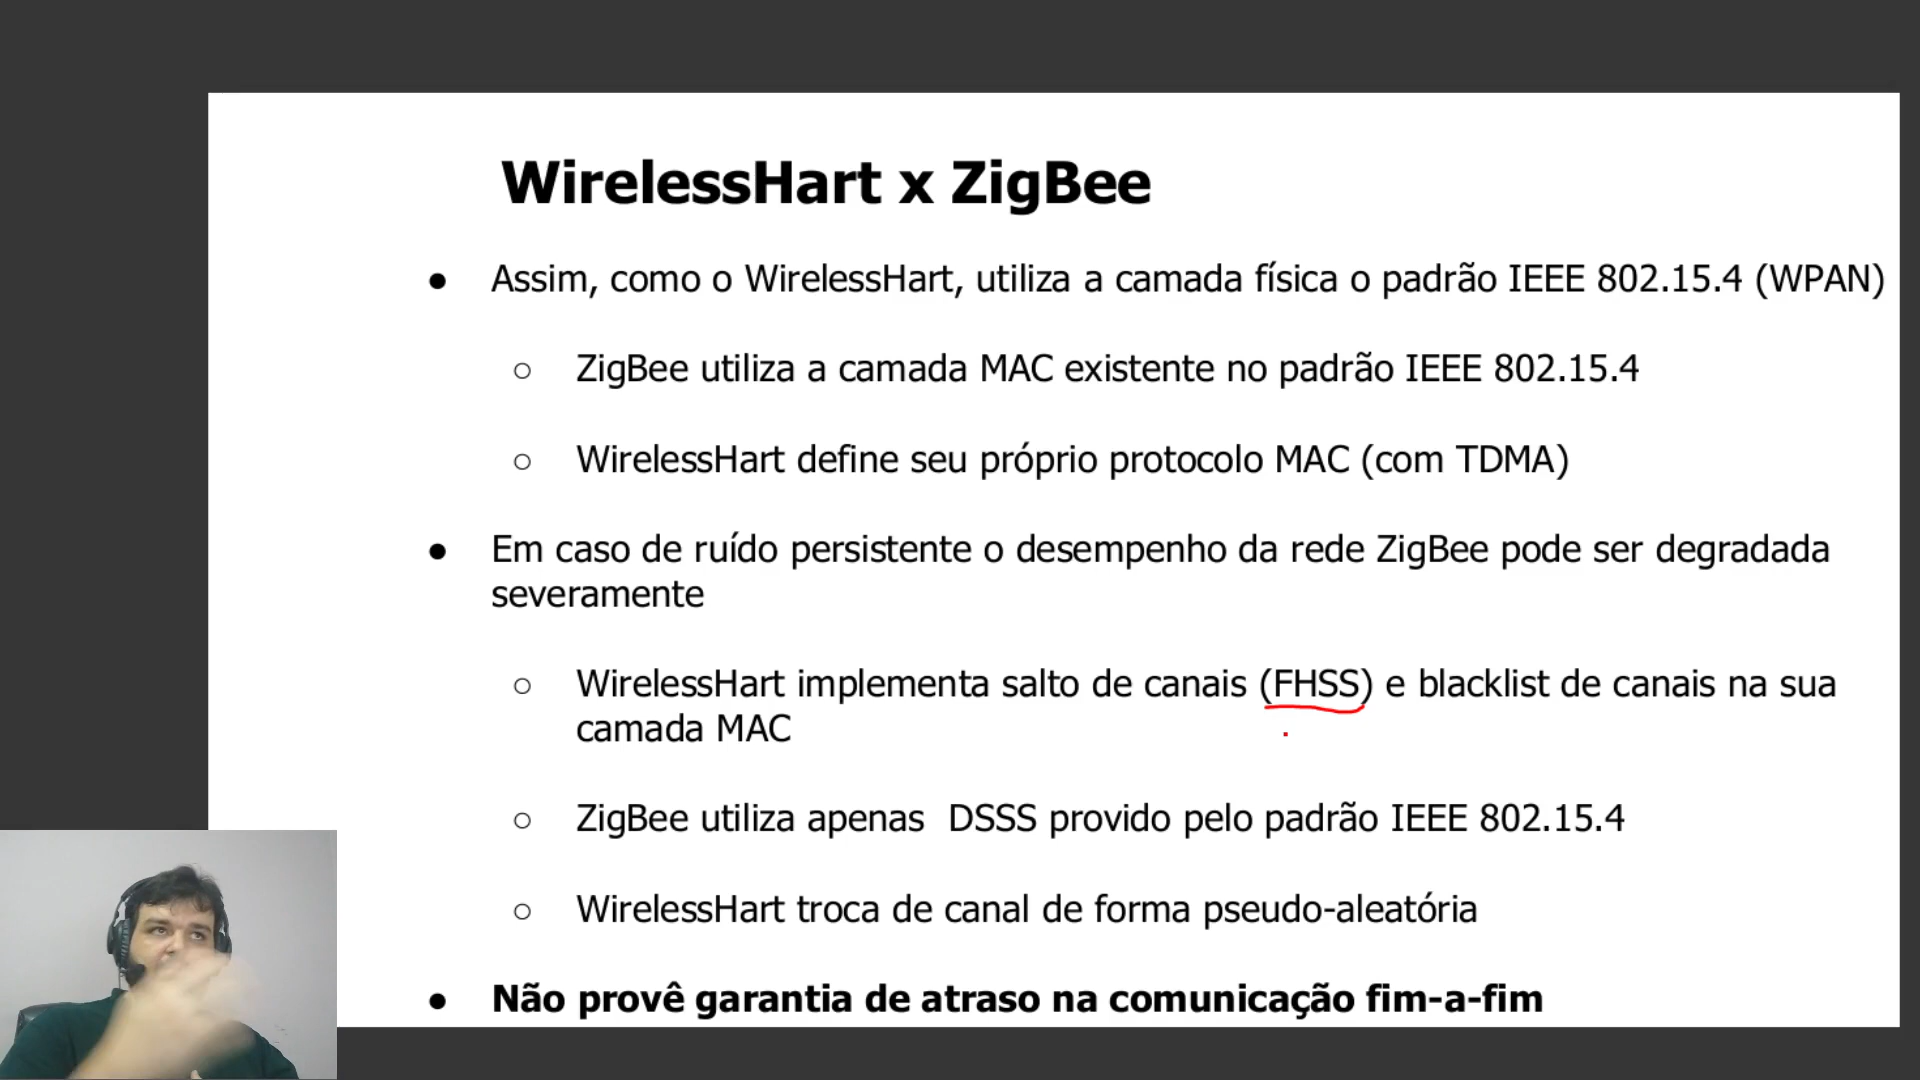 WirelessHart x ZigBee
● Assim, como o WirelessHart, utiliza a camada física o padrão IEEE 802.15.4 (WPAN)
○ ZigBee utiliza a camada MAC existente no padrão IEEE 802.15.4
○ WirelessHart define seu próprio protocolo MAC (com TDMA)
● Em caso de ruído persistente o desempenho da rede ZigBee pode ser degradada
severamente
○ WirelessHart implementa salto de canais (FHSS) e blacklist de canais na sua
camada MAC
○ ZigBee utiliza apenas  DSSS provido pelo padrão IEEE 802.15.4
○ WirelessHart troca de canal de forma pseudo-aleatória
● Não provê garantia de atraso na comunicação fim-a-fim